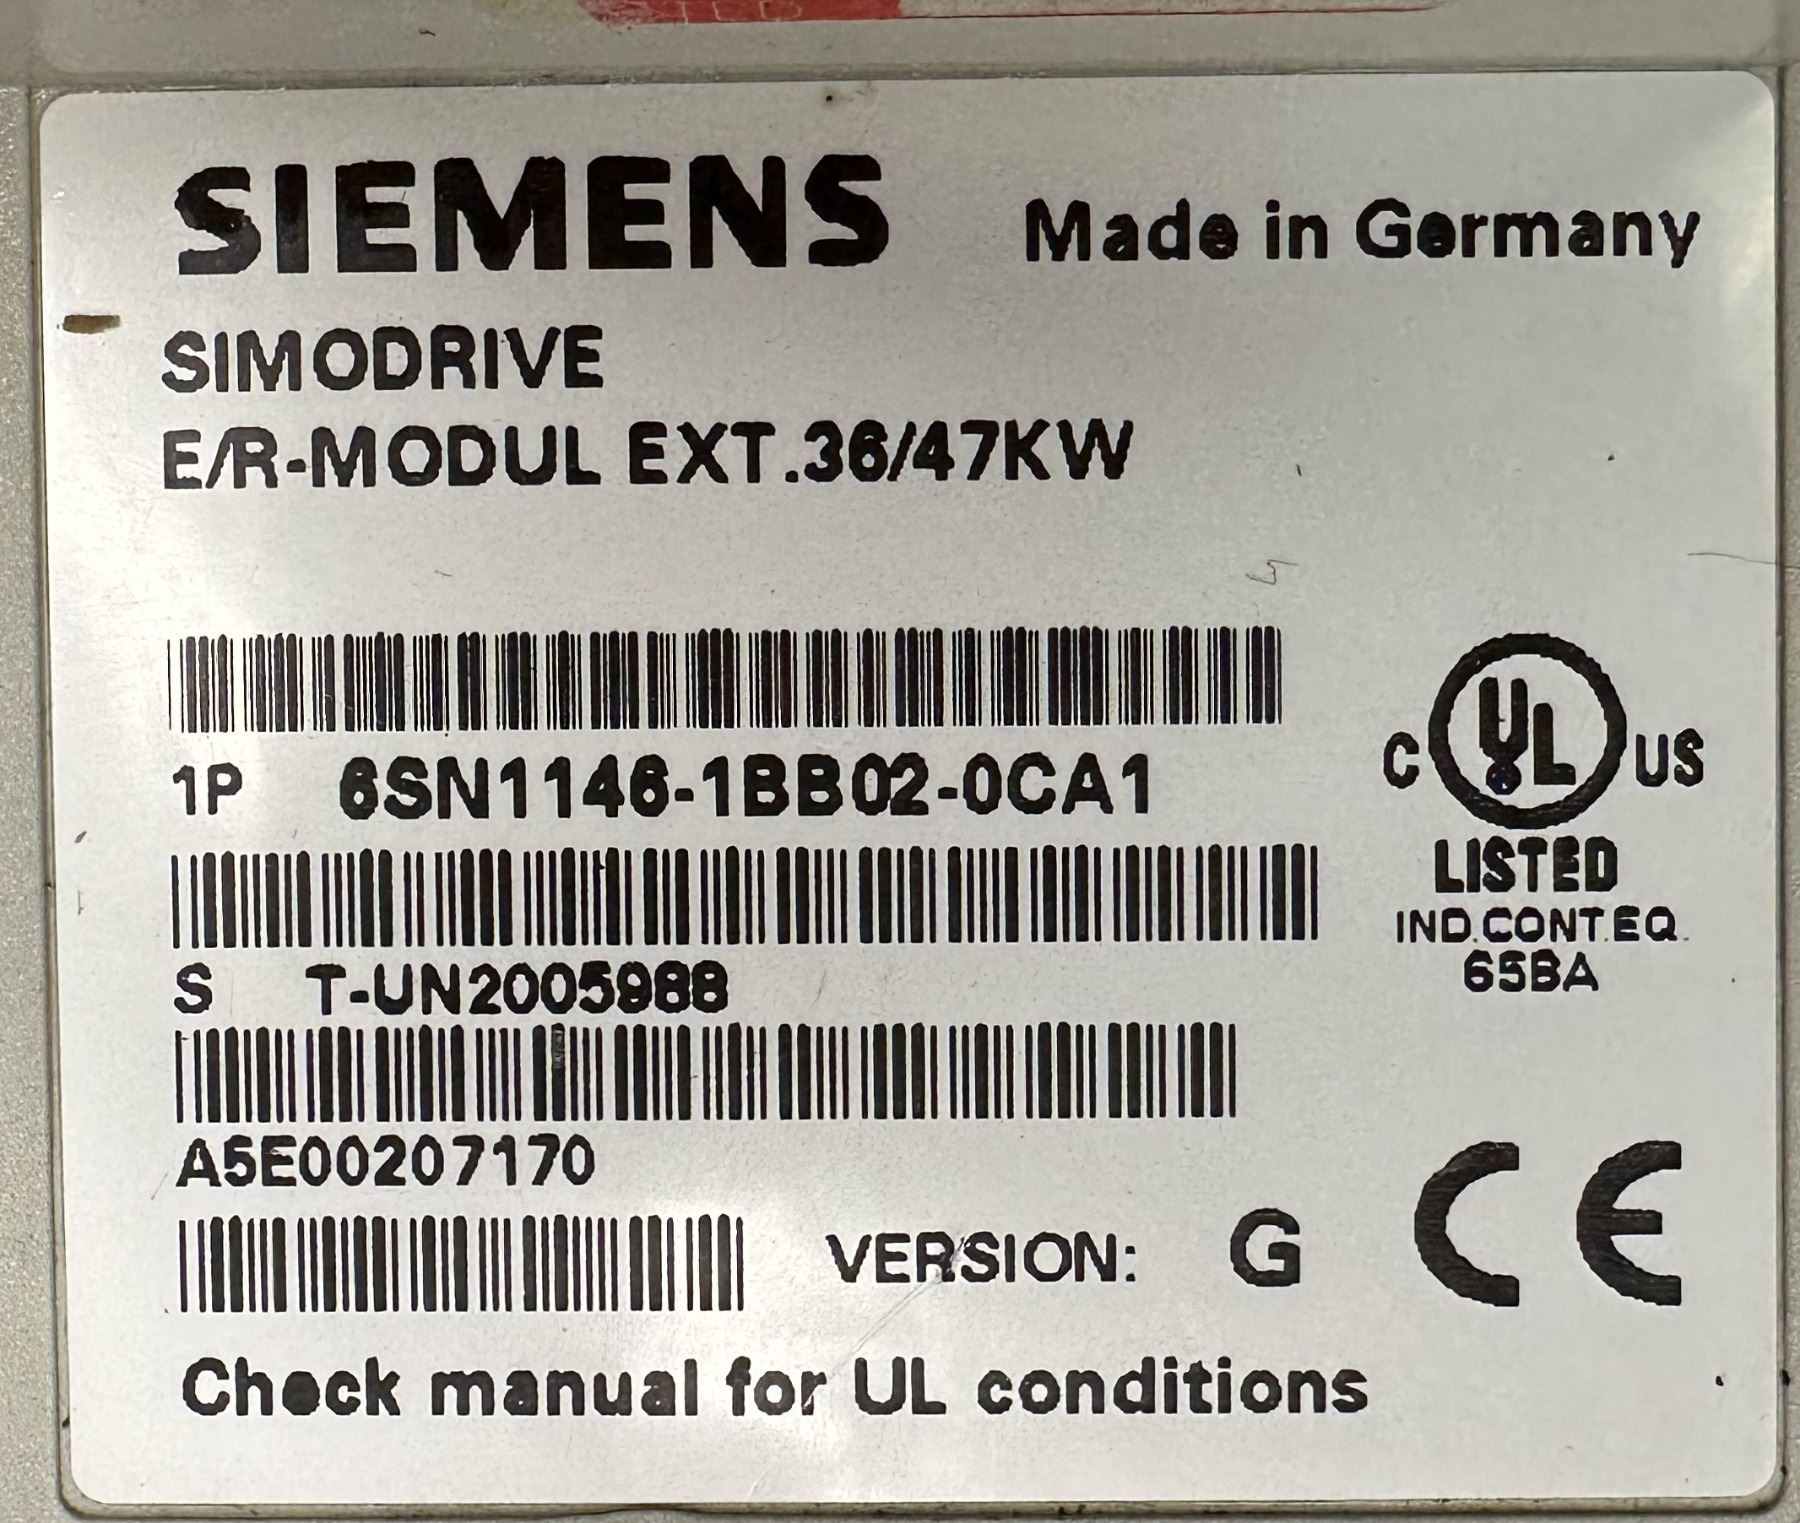 SIEMENS Made in Germany
SIMODRIVE
E/R-MODUL EXT.36/47KW
1P 6SN1146-1BB02-0CA1
C UL US
LISTED
IND.CONT.EQ.
65BA
S T-UN2005988
A5E00207170
VERSION: G CE
Check manual for UL conditions